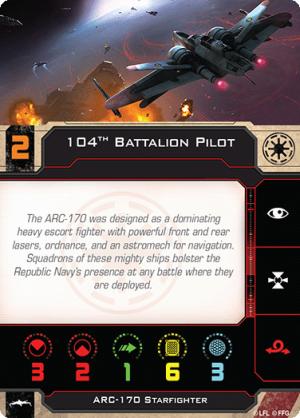 2
104TH BATTALION PILOT
The ARC-170 was designed as a dominating
heavy escort fighter with powerful front and rear
lasers, ordnance, and an astromech for navigation.
Squadrons of these mighty ships bolster the
Republic Navy's presence at any battle where they
are deployed.
3 2 1 6 3
ARC-170 STARFIGHTER
©LFL ©FFG